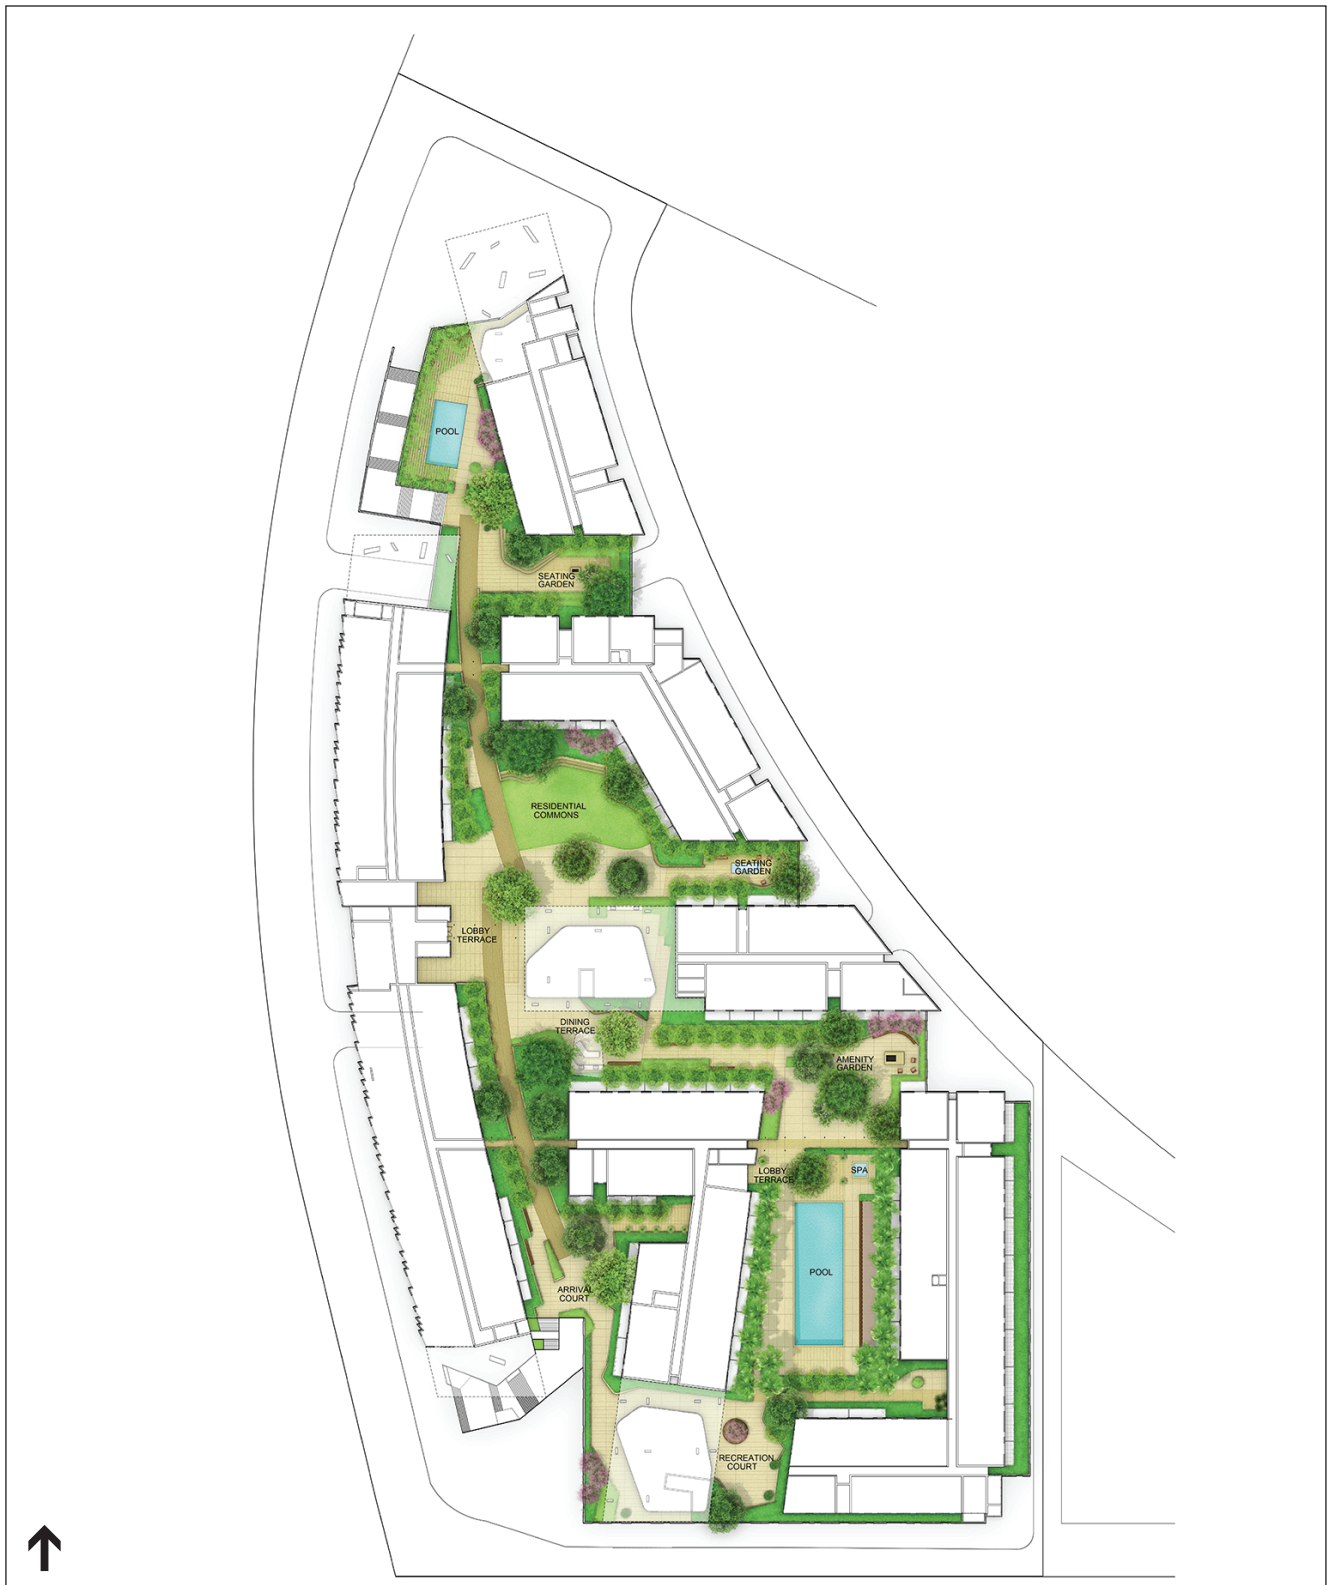 POOL
SEATING
GARDEN
RESIDENTIAL
COMMONS
SEATING
GARDEN
LOBBY
TERRACE
DINING
TERRACE
AMENITY
GARDEN
LOBBY
TERRACE
SPA
POOL
ARRIVAL
COURT
RECREATION
COURT